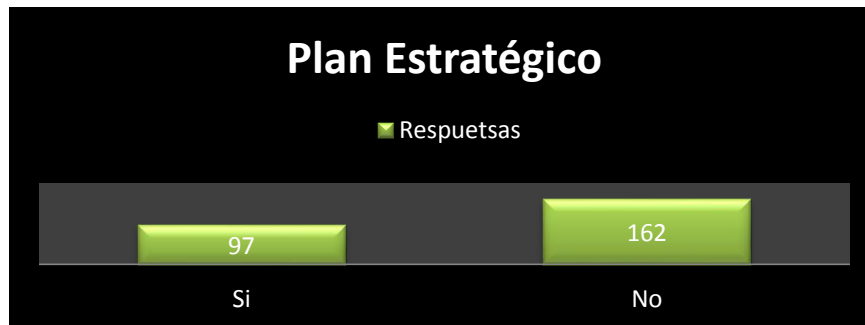 Plan Estratégico
Respuetsas
97
162
Si
No